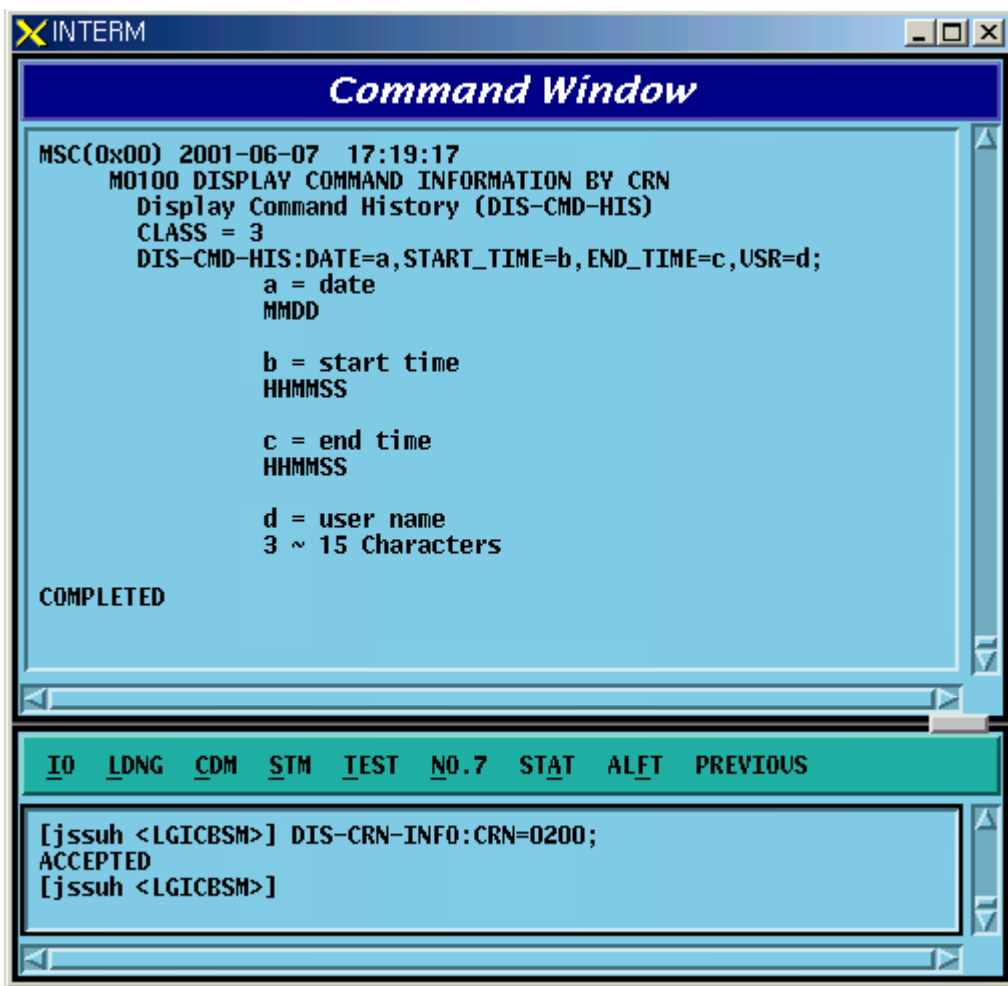 INTERM
Command Window
MSC(0x00) 2001-06-07 17:19:17
M0100 DISPLAY COMMAND INFORMATION BY CRN
Display Command History (DIS-CMD-HIS)
CLASS = 3
DIS-CMD-HIS:DATE=a,START_TIME=b,END_TIME=c,USR=d;
a = date
MMDD
b = start time
HHMMSS
c = end time
HHMMSS
d = user name
3 ~ 15 Characters
COMPLETED
IO LDNG CDM STM TEST NO.7 STAT ALFT PREVIOUS
[jssuh <LGICBSM>] DIS-CRN-INFO:CRN=0200;
ACCEPTED
[jssuh <LGICBSM>]